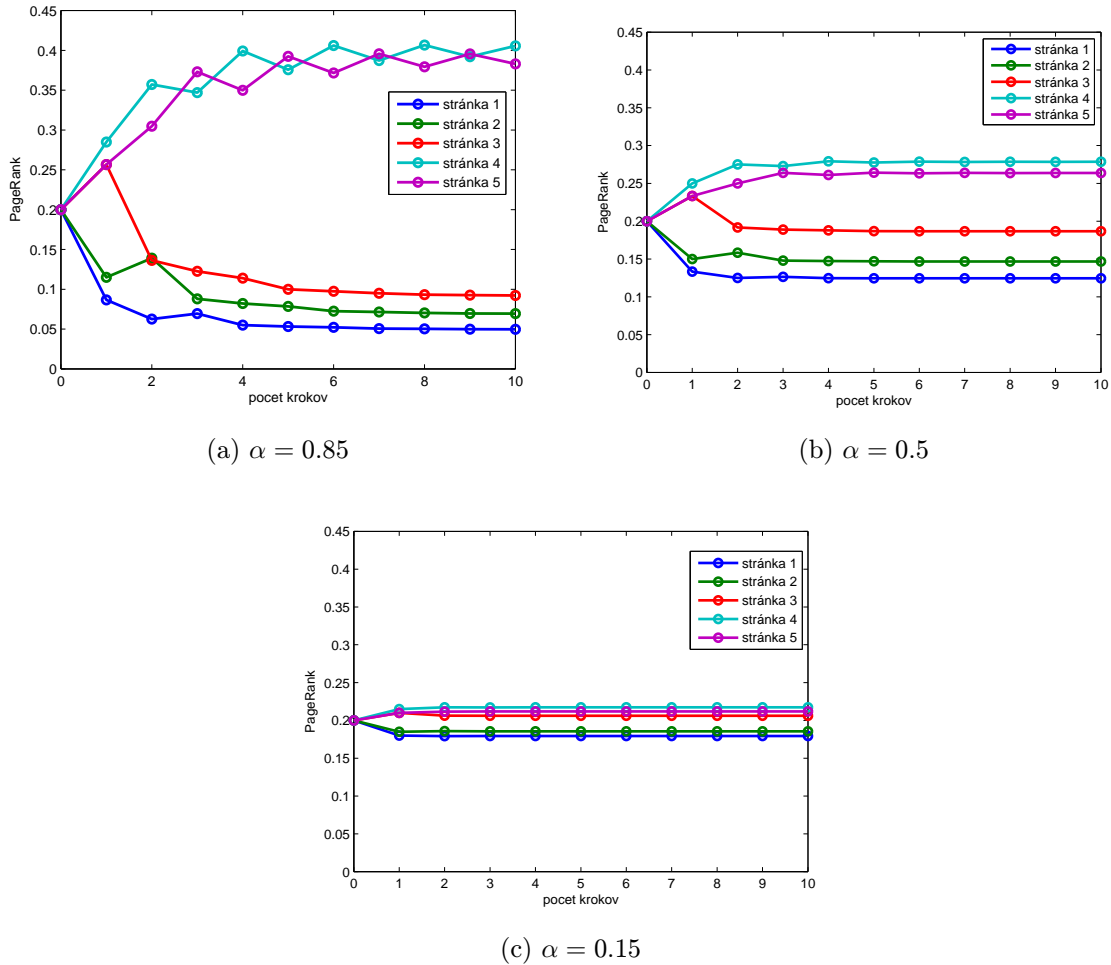 0.45
0.4
0.35
0.3
0.25
0.2
0.15
0.1
0.05
0
PageRank
0 2 4 6 8 10
pocet krokov
stránka 1
stránka 2
stránka 3
stránka 4
stránka 5
(a) α = 0.85
0.45
0.4
0.35
0.3
0.25
0.2
0.15
0.1
0.05
0
PageRank
0 1 2 3 4 5 6 7 8 9 10
pocet krokov
stránka 1
stránka 2
stránka 3
stránka 4
stránka 5
(b) α = 0.5
0.45
0.4
0.35
0.3
0.25
0.2
0.15
0.1
0.05
0
PageRank
0 1 2 3 4 5 6 7 8 9 10
pocet krokov
stránka 1
stránka 2
stránka 3
stránka 4
stránka 5
(c) α = 0.15